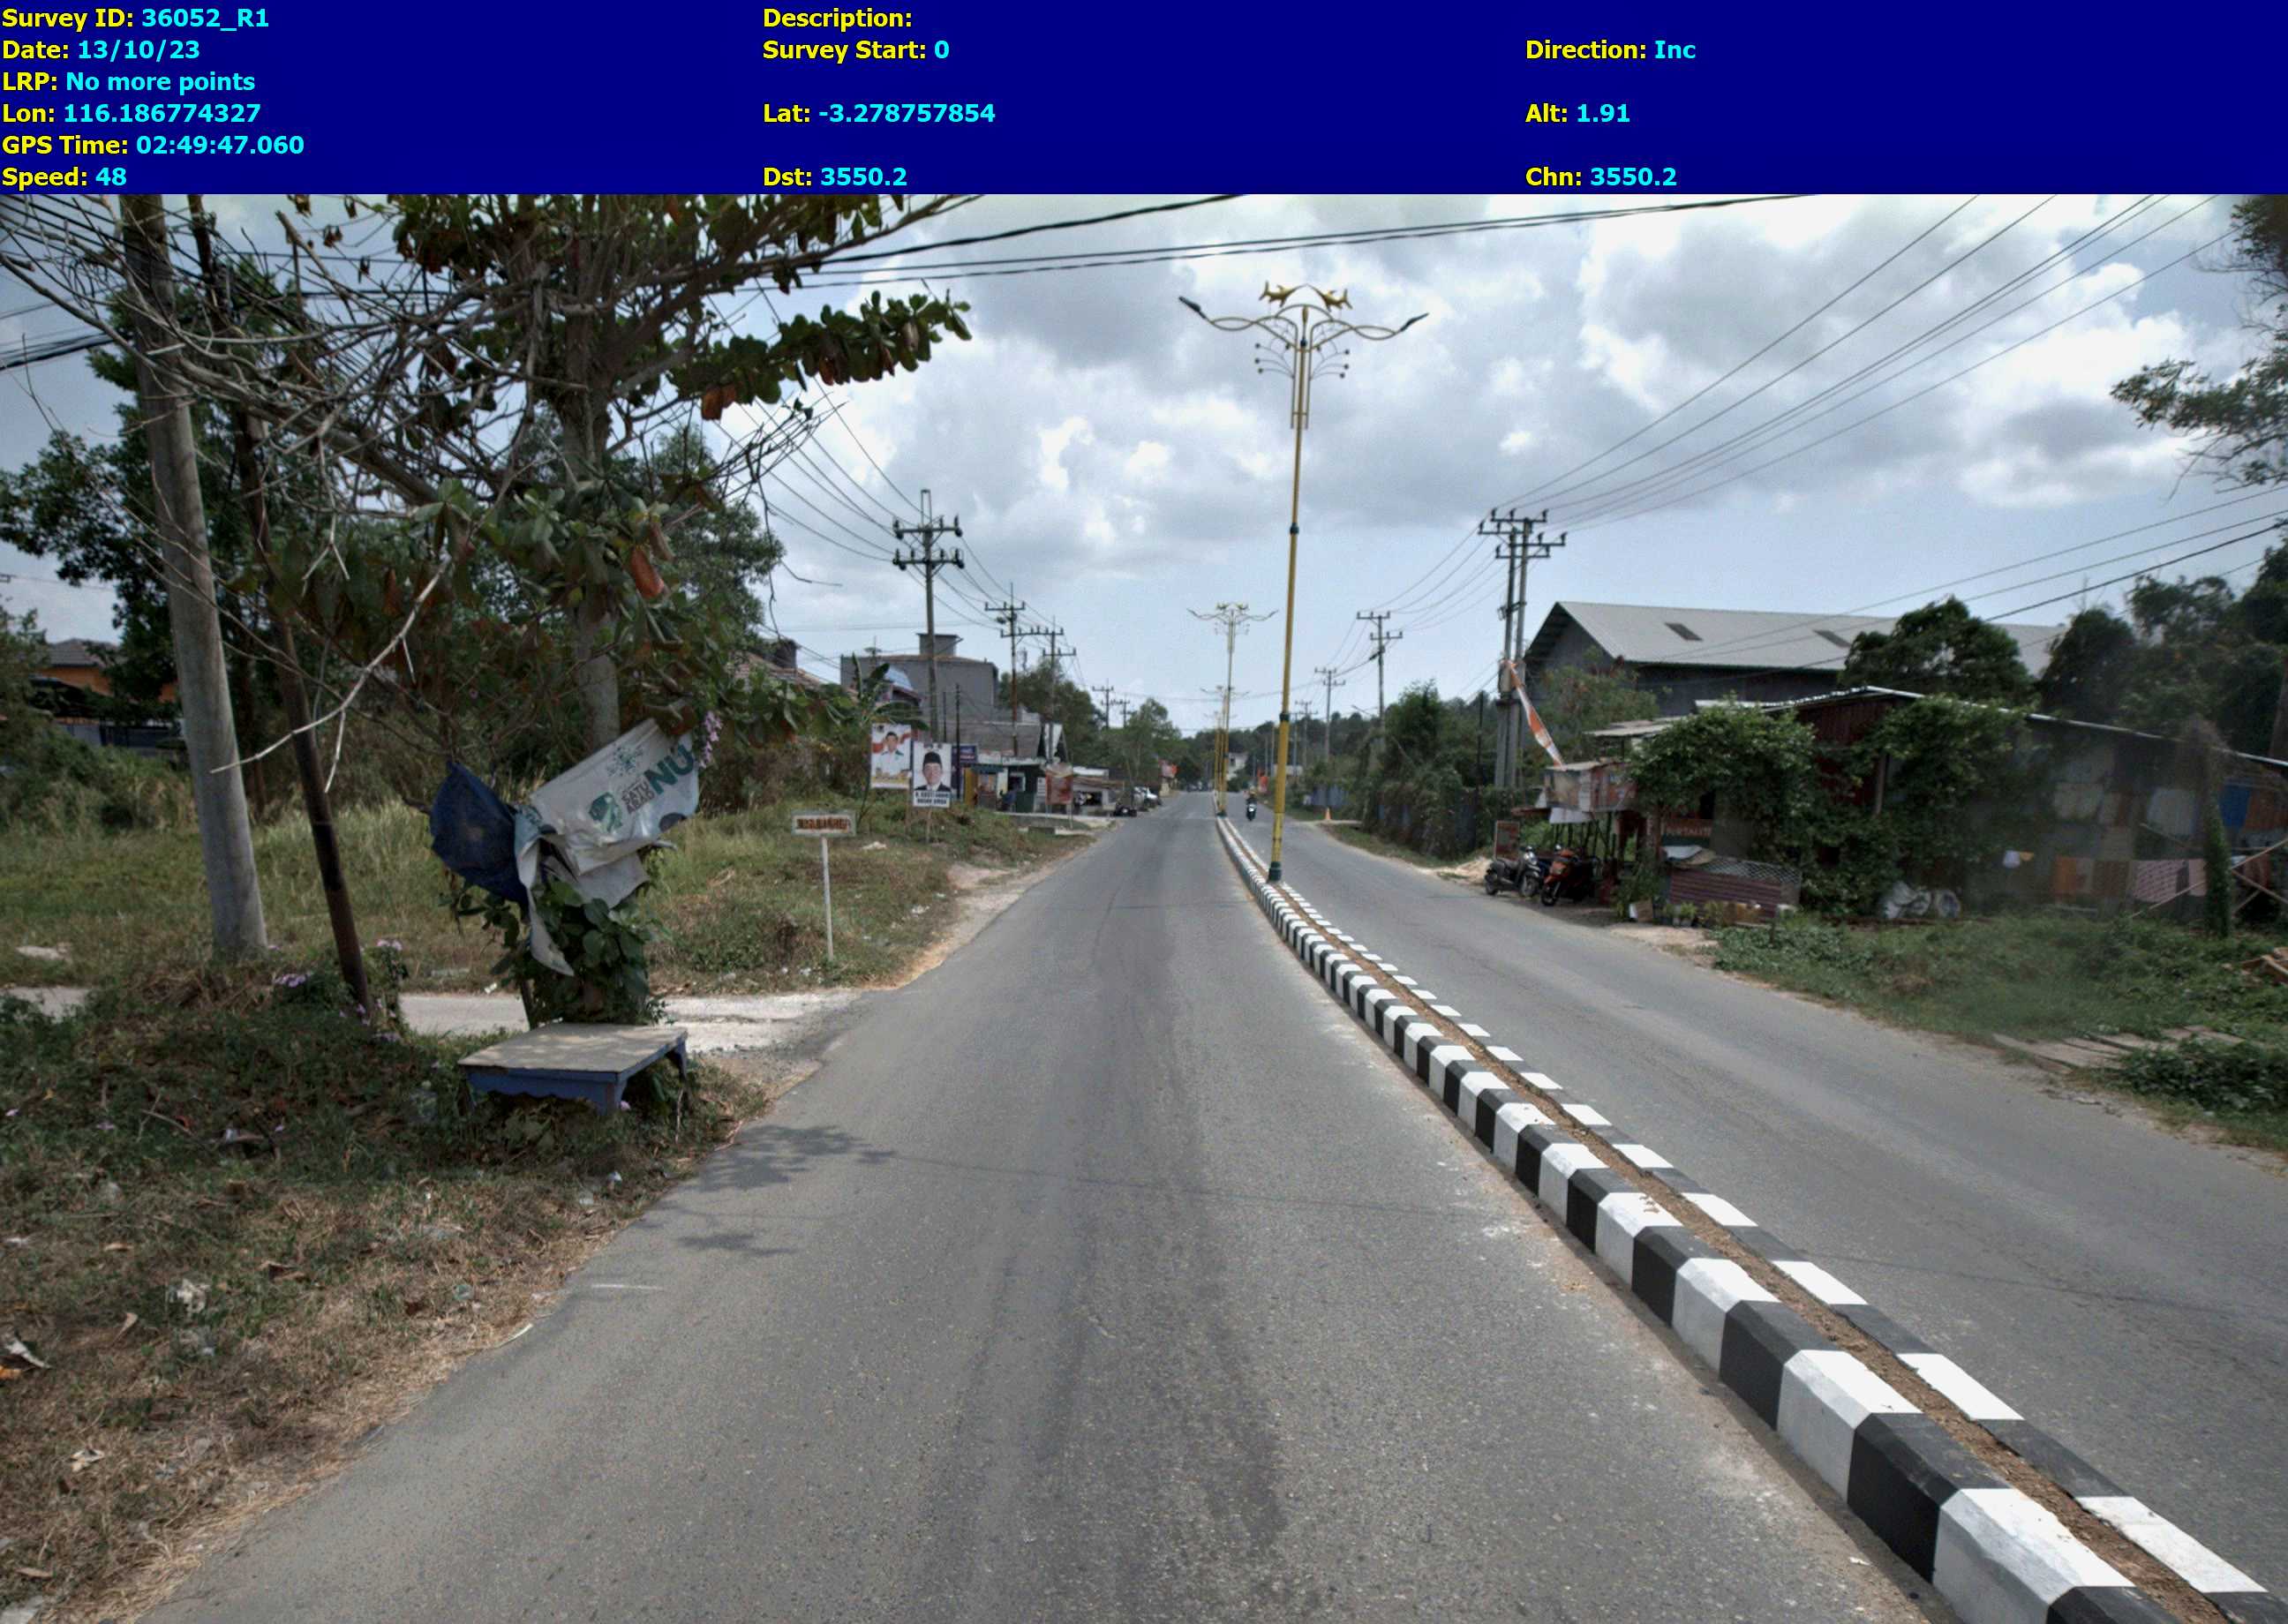 Survey ID: 36052_R1
Description:
Date: 13/10/23
Survey Start: 0
Direction: Inc
LRP: No more points
Lon: 116.186774327
Lat: -3.278757854
Alt: 1.91
GPS Time: 02:49:47.060
Speed: 48
Dst: 3550.2
Chn: 3550.2
NU
SATU